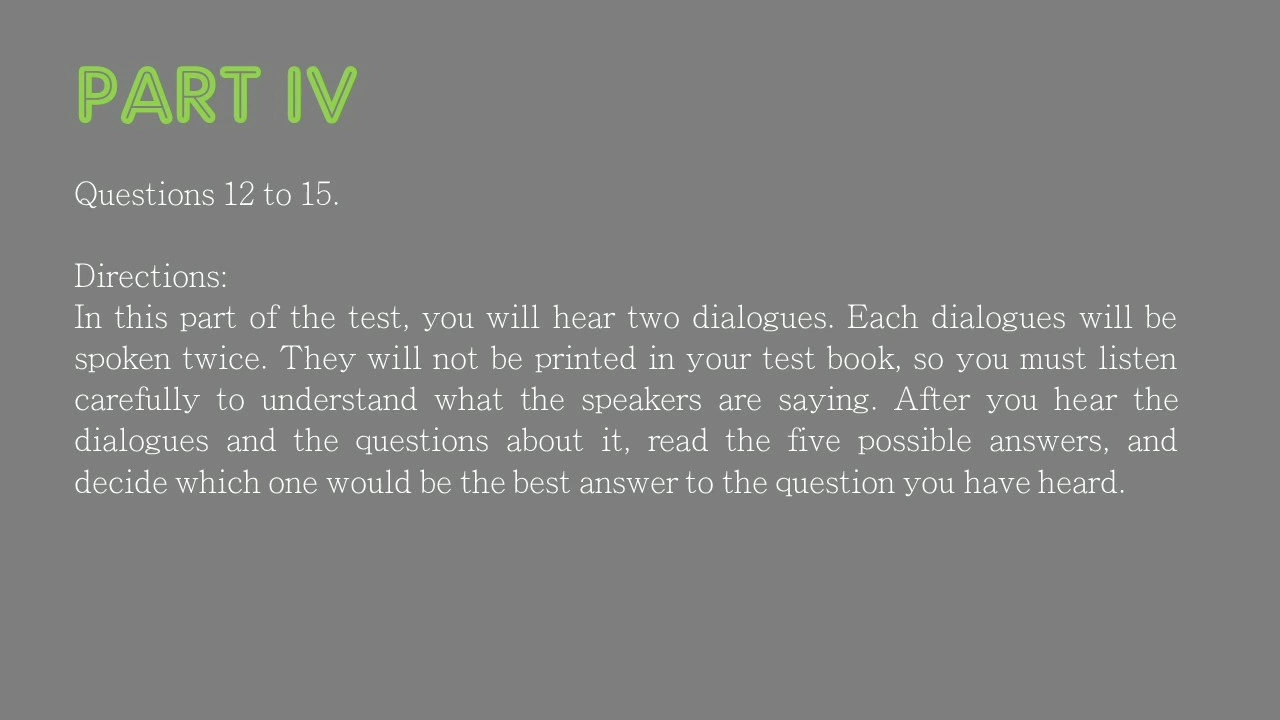 PART IV
Questions 12 to 15.
Directions:
In this part of the test, you will hear two dialogues. Each dialogues will be
spoken twice. They will not be printed in your test book, so you must listen
carefully to understand what the speakers are saying. After you hear the
dialogues and the questions about it, read the five possible answers, and
decide which one would be the best answer to the question you have heard.